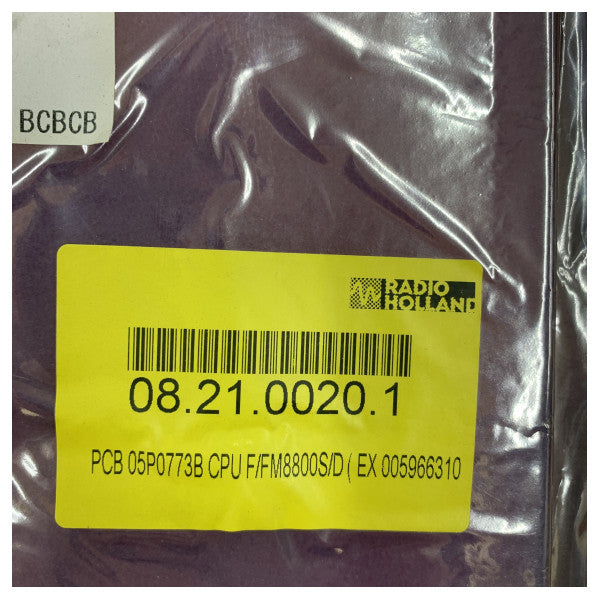 BCBCB
RADIO
HOLLAND
08.21.0020.1
PCB 05P0773B CPU F/FM8800S/D ( EX 005966310